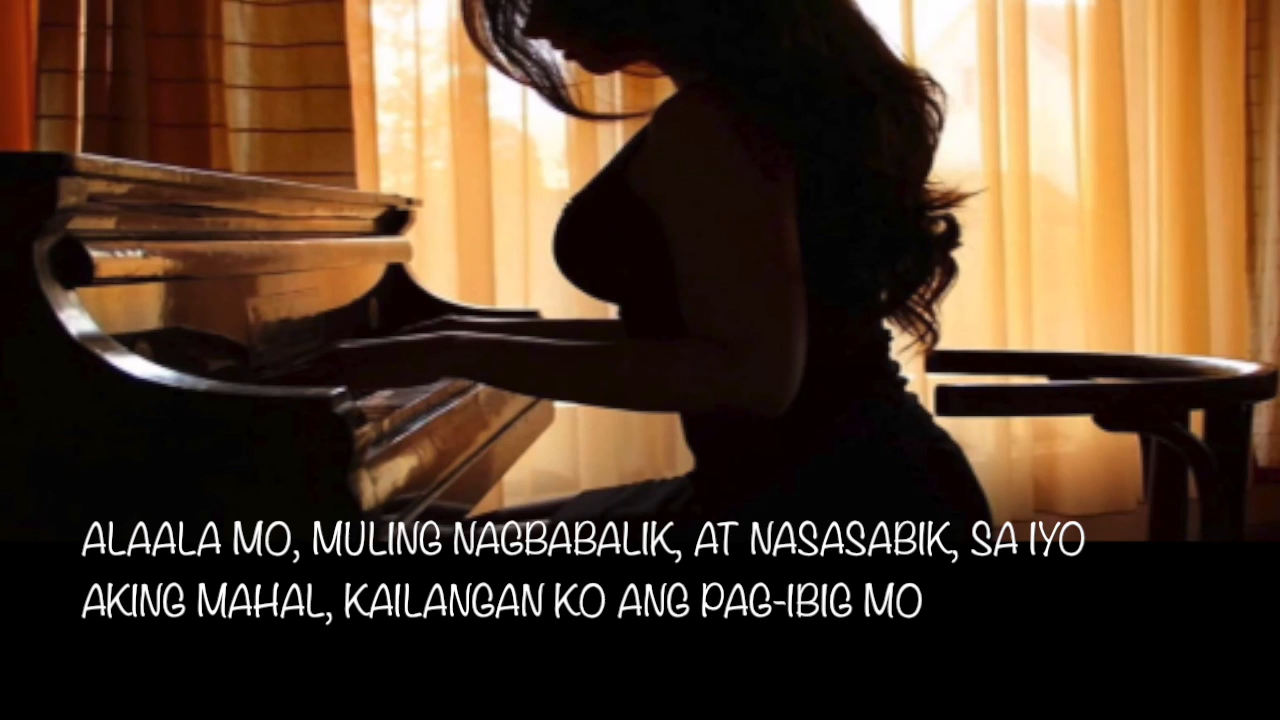 ALAALA MO, MULING NAGBABALIK, AT NASASABIK, SA IYO
AKING MAHAL, KAILANGAN KO ANG PAG-IBIG MO